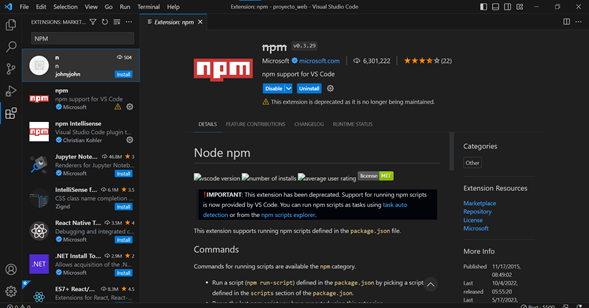 File Edit Selection View Go Run Terminal Help
Extension: npm - proyecto_web - Visual Studio Code
EXTENSIONS: MARKET...
NPM
n
504
n
johnyjohn
Install
npm
npm support for VS Code
Microsoft
npm Intellisense
Visual Studio Code plugin t...
Christian Kohler
Jupyter Note... 46.8M 3
Renderers for Jupyter Noteb...
Microsoft
Install
IntelliSense f... 6.1M 3.5
CSS class name completion ...
Zignd
Install
React Native T... 3.5M 4
Debugging and integrated c...
Microsoft
Install
.NET
.NET Install To... 2.9M 2
Allows acquisition of the .NE...
Microsoft
Install
ES7+ React/... 8.3M 4.5
Extensions for React, React-...
Extension: npm
npm
npm v0.3.29
Microsoft microsoft.com 6,301,222 (22)
npm support for VS Code
Disable Uninstall
This extension is deprecated as it is no longer being maintained.
DETAILS FEATURE CONTRIBUTIONS CHANGELOG RUNTIME STATUS
Node npm
vscode version number of installs average user rating license MIT
!IMPORTANT: This extension has been deprecated. Support for running npm scripts
is now provided by VS Code. You can run npm scripts as tasks using task auto
detection or from the npm scripts explorer.
This extension supports running npm scripts defined in the package.json file.
Commands
Commands for running scripts are available the npm category.
• Run a script (npm run-script) defined in the package.json by picking a script
defined in the scripts section of the package.json.
Categories
Other
Extension Resources
Marketplace
Repository
License
Microsoft
More Info
Published 11/17/2015,
08:49:02
Last 10/4/2022,
released 05:55:20
Last 5/17/2023,